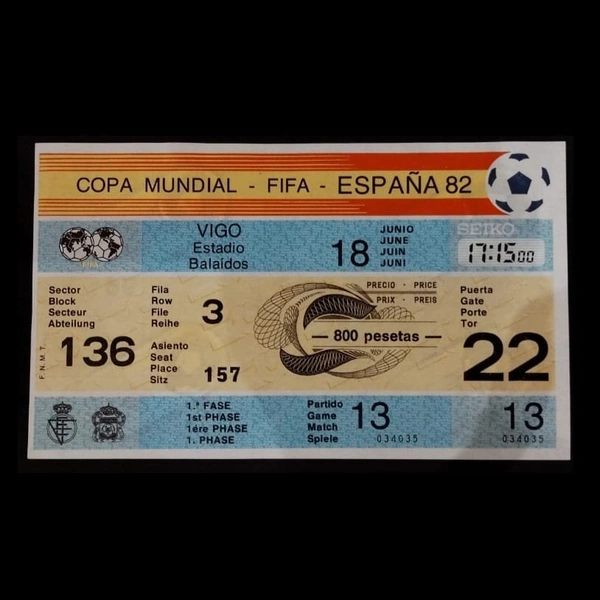 COPA MUNDIAL - FIFA - ESPAÑA 82
FIFA
VIGO
Estadio
Balaídos
18
JUNIO
JUNE
JUIN
JUNI
SEIKO
17:15 00
Sector
Block
Secteur
Abteilung
136
F.N.M.T.
Fila
Row
File
Reihe
3
Asiento
Seat
Place
Sitz
157
PRECIO · PRICE
PRIX · PREIS
800 pesetas
Puerta
Gate
Porte
Tor
22
1.ª FASE
1st PHASE
1ére PHASE
1. PHASE
Partido
Game
Match
Spiele
13
034035
13
034035